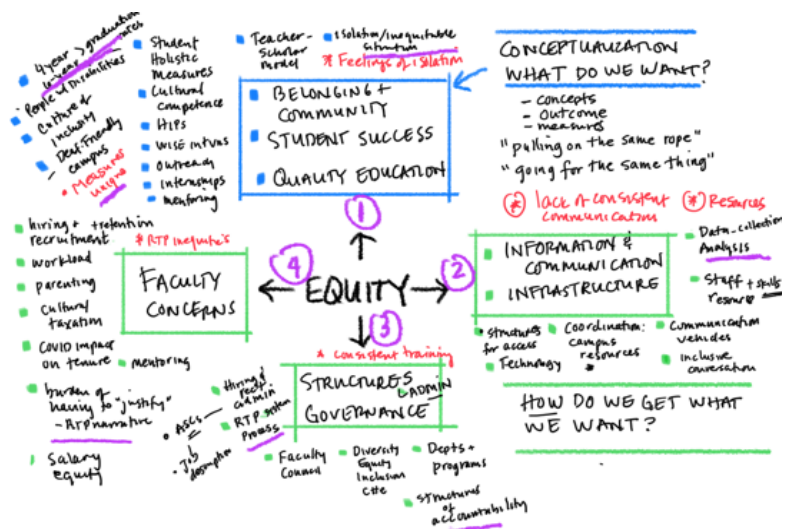 4-year > graduation
6-year rates
- People w/ Disabilities
Culture of
inclusivity
Deaf-Friendly
- campus
• Measures
unique
Student
Holistic
Measures
Cultural
competence
HIPs
WISE intvns
Outreach
Internships
mentoring
Teacher-
scholar
model
isolation/inequitable
* Feelings of isolation
BELONGING +
COMMUNITY
STUDENT SUCCESS
QUALITY EDUCATION
1
CONCEPTUALIZATION
WHAT DO WE WANT?
- concepts
- outcome
- measures
"pulling on the same rope"
"going for the same thing"
* lack of consistent
communication
* Resources
Data-collection
Analysis
Staff + skills
resource
2
INFORMATION &
COMMUNICATION
INFRASTRUCTURE
structures
for access
Technology
Coordination:
campus
resources
*
Communication
vehicles
inclusive
conversation
EQUITY
4
* RTP inequities
FACULTY
CONCERNS
hiring + retention
recruitment
workload
parenting
Cultural
taxation
COVID impact
on tenure
mentoring
burden of
having to "justify"
- RTP narrative
Salary
equity
3
* consistent training
STRUCTURES
ADMIN
GOVERNANCE
Hiring
admin
RTP system
Process
• ASCs
• Job
description
Faculty
Council
Diversity
Equity
Inclusion
Ctte
Depts +
programs
Structures
of
accountability
HOW DO WE GET WHAT
WE WANT?